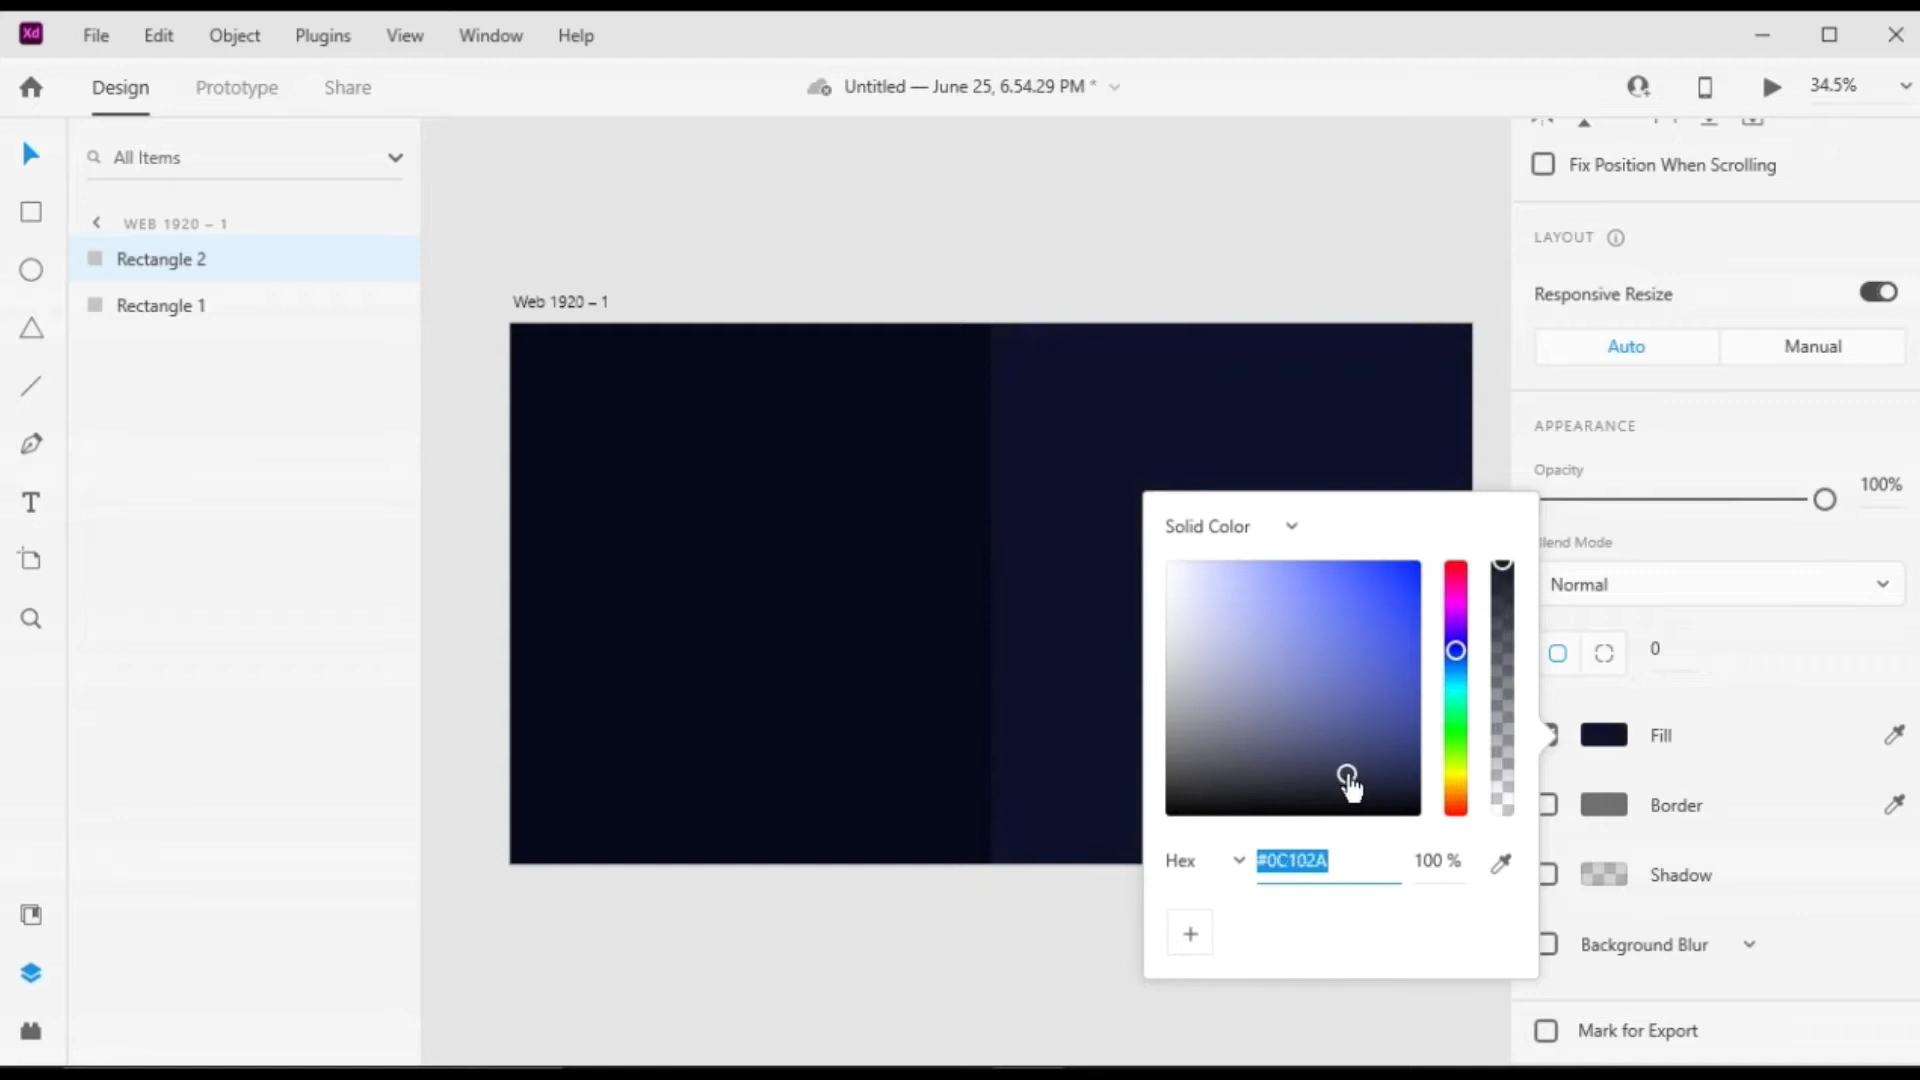 Xd File Edit Object Plugins View Window Help
Design Prototype Share Untitled — June 25, 6.54.29 PM * 34.5%
All Items
WEB 1920 – 1
Rectangle 2
Rectangle 1
Web 1920 – 1
Fix Position When Scrolling
LAYOUT
Responsive Resize
Auto Manual
APPEARANCE
Opacity
100%
Blend Mode
Normal
0
Fill
Border
Shadow
Background Blur
Mark for Export
Solid Color
Hex #0C102A 100 %